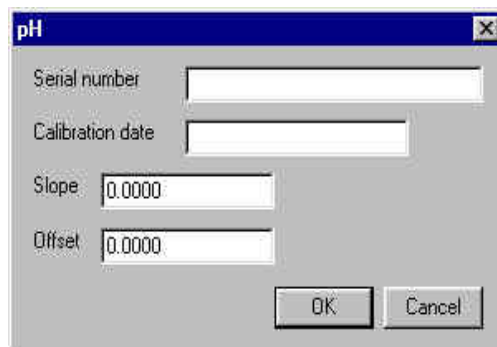 pH
Serial number
Calibration date
Slope 0.0000
Offset 0.0000
OK Cancel